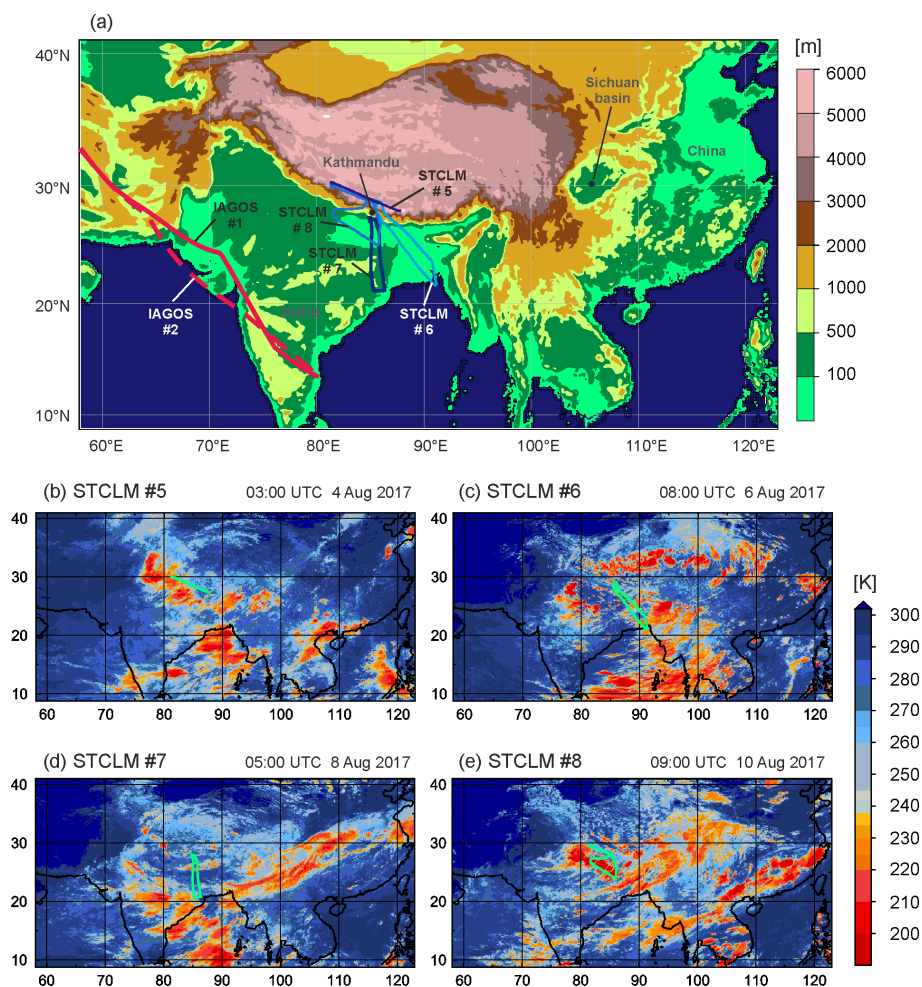 (a)
40°N
30°N
20°N
10°N
60°E
70°E
80°E
90°E
100°E
110°E
120°E
Sichuan
basin
China
Kathmandu
STCLM
# 5
IAGOS
#1
STCLM
# 8
STCLM
# 7
IAGOS
#2
India
STCLM
# 6
[m]
6000
5000
4000
3000
2000
1000
500
100
(b) STCLM #5 03:00 UTC 4 Aug 2017
40
30
20
10
60 70 80 90 100 110 120
(c) STCLM #6 08:00 UTC 6 Aug 2017
40
30
20
10
60 70 80 90 100 110 120
(d) STCLM #7 05:00 UTC 8 Aug 2017
40
30
20
10
60 70 80 90 100 110 120
(e) STCLM #8 09:00 UTC 10 Aug 2017
40
30
20
10
60 70 80 90 100 110 120
[K]
300
290
280
270
260
250
240
230
220
210
200